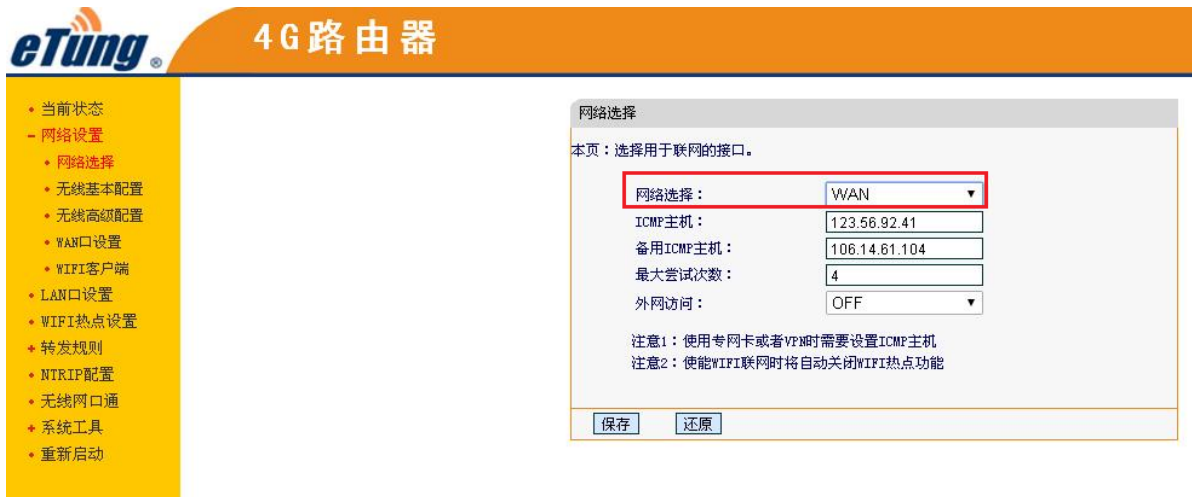 eTung®
4G路由器
当前状态
网络设置
网络选择
无线基本配置
无线高级配置
WAN口设置
WIFI客户端
LAN口设置
WIFI热点设置
转发规则
NTRIP配置
无线网口通
系统工具
重新启动
网络选择
本页:选择用于联网的接口。
网络选择: WAN
ICMP主机: 123.56.92.41
备用ICMP主机: 106.14.61.104
最大尝试次数: 4
外网访问: OFF
注意1:使用专网卡或者VPN时需要设置ICMP主机
注意2:使能WIFI联网时将自动关闭WIFI热点功能
保存 还原